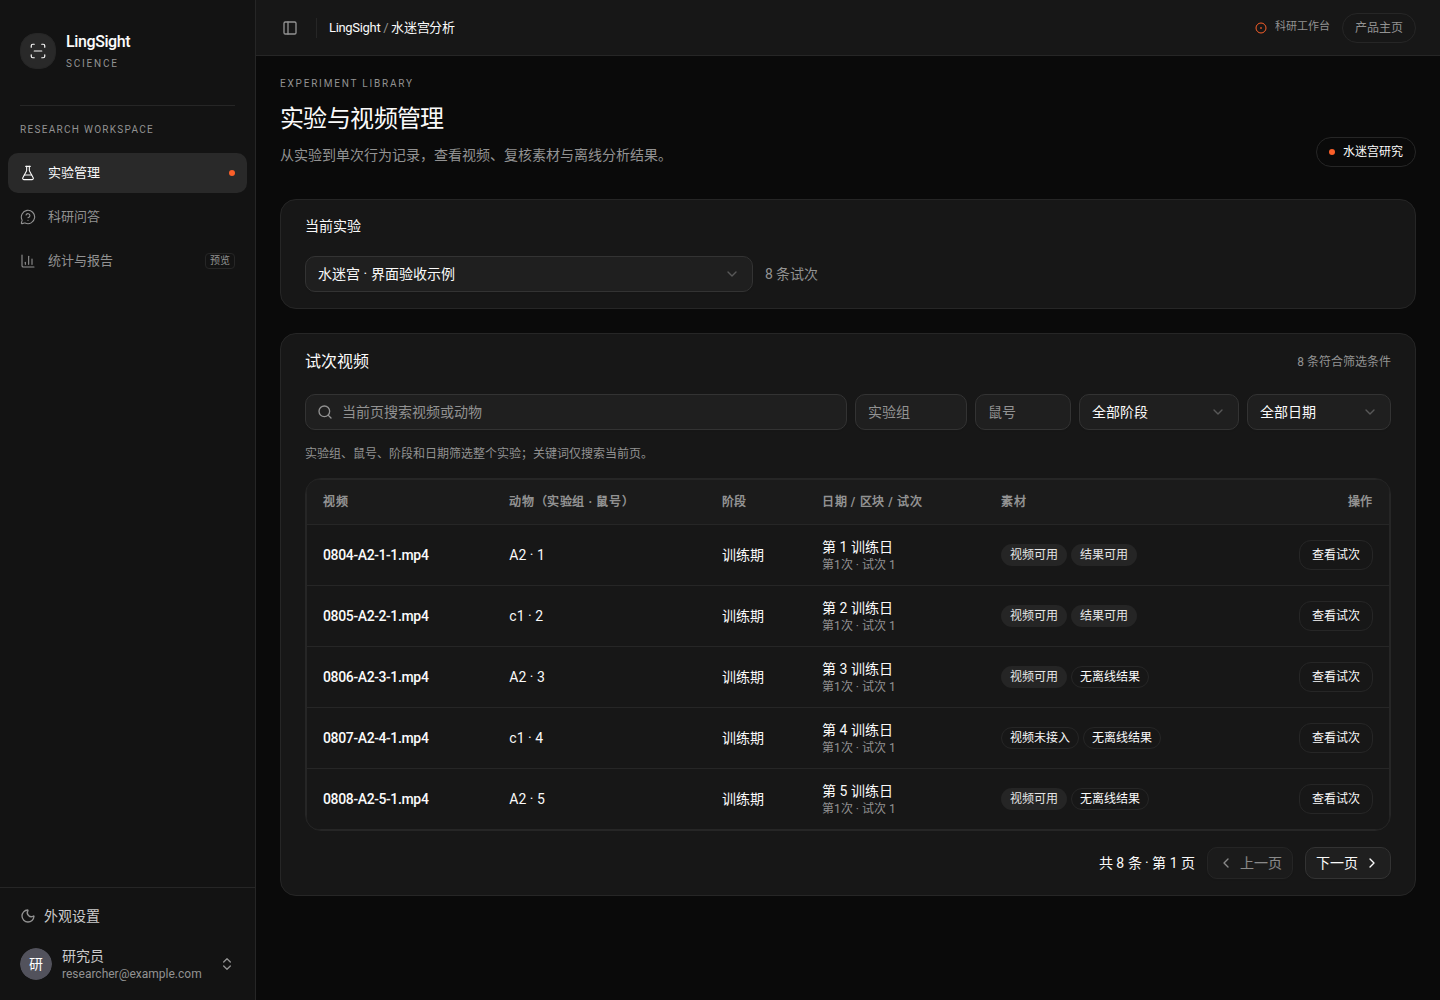 LingSight
SCIENCE
RESEARCH WORKSPACE
实验管理
科研问答
统计与报告 预览
外观设置
研 研究员
researcher@example.com
LingSight / 水迷宫分析
科研工作台 产品主页
EXPERIMENT LIBRARY
实验与视频管理
从实验到单次行为记录，查看视频、复核素材与离线分析结果。
水迷宫研究
当前实验
水迷宫 · 界面验收示例 8 条试次
试次视频 8 条符合筛选条件
当前页搜索视频或动物 实验组 鼠号 全部阶段 全部日期
实验组、鼠号、阶段和日期筛选整个实验；关键词仅搜索当前页。
视频 动物（实验组 · 鼠号） 阶段 日期 / 区块 / 试次 素材 操作
0804-A2-1-1.mp4 A2 · 1 训练期 第 1 训练日 视频可用 结果可用 查看试次
第1次 · 试次 1
0805-A2-2-1.mp4 c1 · 2 训练期 第 2 训练日 视频可用 结果可用 查看试次
第1次 · 试次 1
0806-A2-3-1.mp4 A2 · 3 训练期 第 3 训练日 视频可用 无离线结果 查看试次
第1次 · 试次 1
0807-A2-4-1.mp4 c1 · 4 训练期 第 4 训练日 视频未接入 无离线结果 查看试次
第1次 · 试次 1
0808-A2-5-1.mp4 A2 · 5 训练期 第 5 训练日 视频可用 无离线结果 查看试次
第1次 · 试次 1
共 8 条 · 第 1 页 上一页 下一页